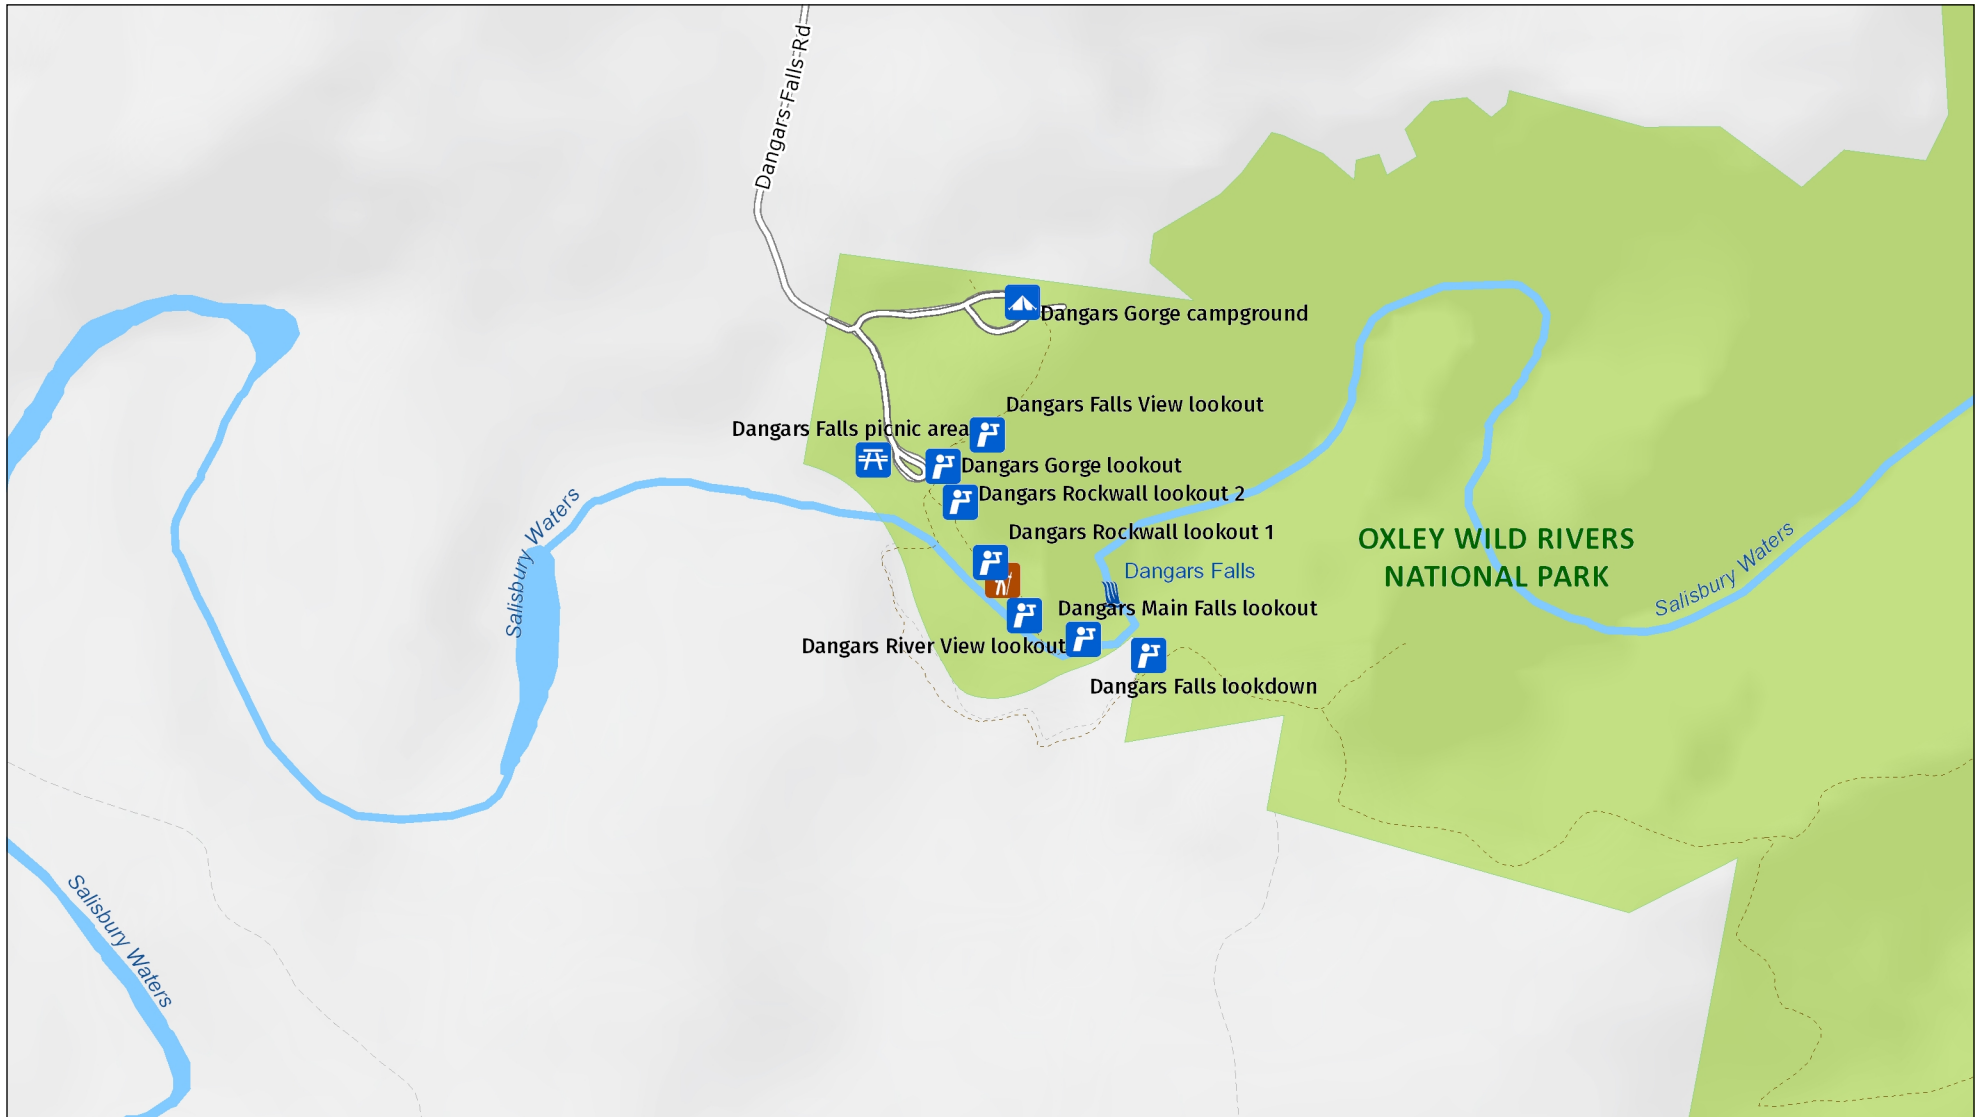 Dangars-Falls-Rd
Dangars Gorge campground
Dangars Falls View lookout
Dangars Falls picnic area
Dangars Gorge lookout
Dangars Rockwall lookout 2
Salisbury Waters
Dangars Rockwall lookout 1
OXLEY WILD RIVERS
NATIONAL PARK
Dangars Falls
Salisbury Waters
Dangars Main Falls lookout
Dangars River View lookout
Dangars Falls lookdown
Salisbury Waters